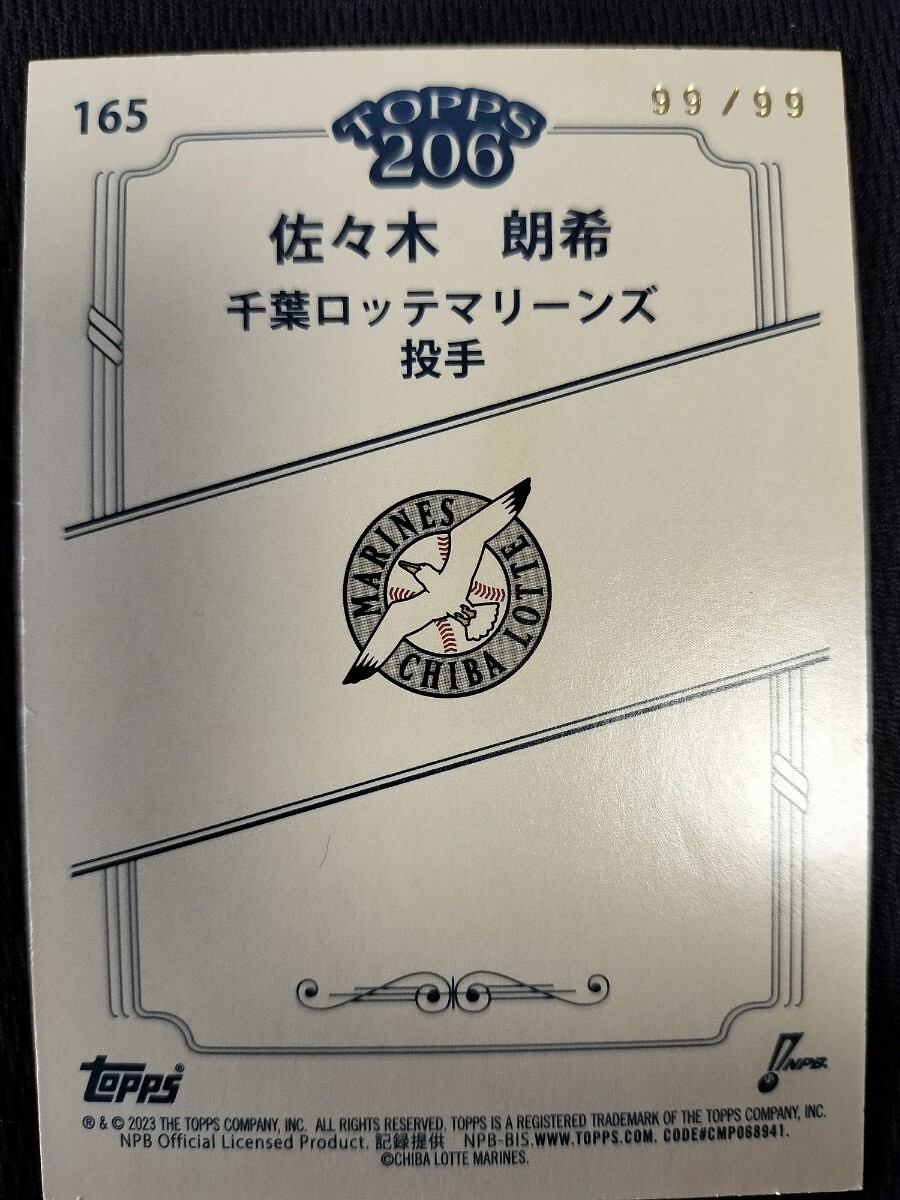 165
99/99
TOPPS
206
佐々木 朗希
千葉ロッテマリーンズ
投手
MARINES
CHIBA LOTTE
topps®
NPB®
® & © 2023 THE TOPPS COMPANY, INC. ALL RIGHTS RESERVED. TOPPS IS A REGISTERED TRADEMARK OF THE TOPPS COMPANY, INC.
NPB Official Licensed Product. 記録提供 NPB-BIS.WWW.TOPPS.COM. CODE#CMP068941.
©CHIBA LOTTE MARINES.